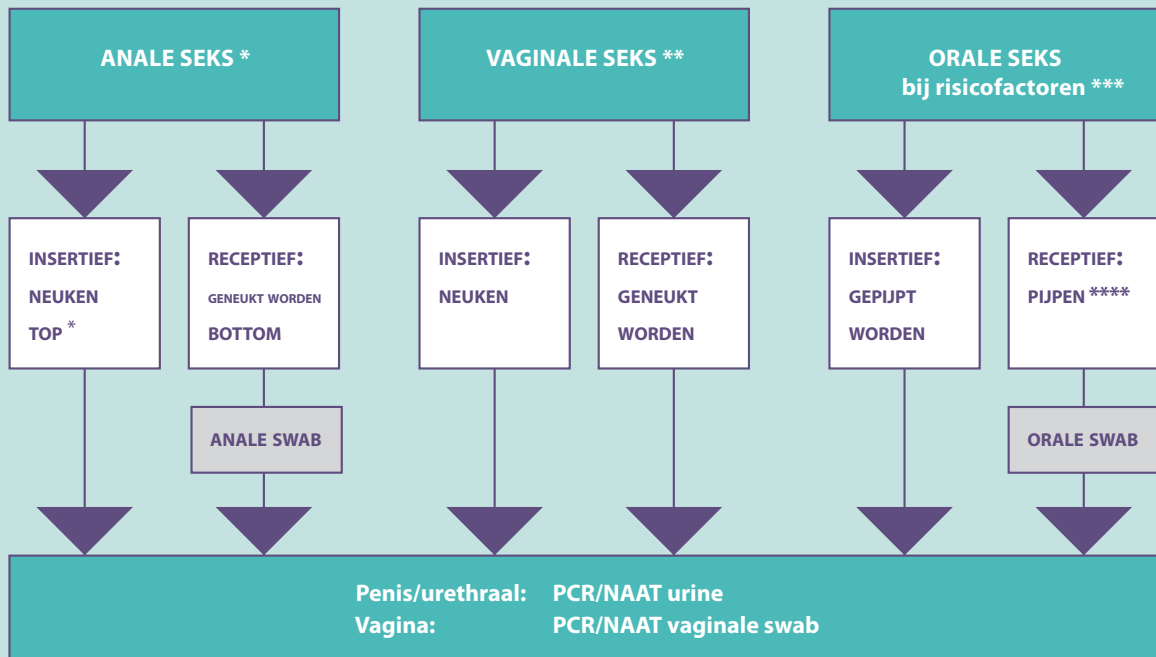 ANALE SEKS *
VAGINALE SEKS **
ORALE SEKS
bij risicofactoren ***
INSERTIEF:
NEUKEN
TOP *
RECEPTIEF:
GENEUKT WORDEN
BOTTOM
INSERTIEF:
NEUKEN
RECEPTIEF:
GENEUKT
WORDEN
INSERTIEF:
GEPIJPT
WORDEN
RECEPTIEF:
PIJPEN ****
ANALE SWAB
ORALE SWAB
Penis/urethraal: PCR/NAAT urine
Vagina: PCR/NAAT vaginale swab